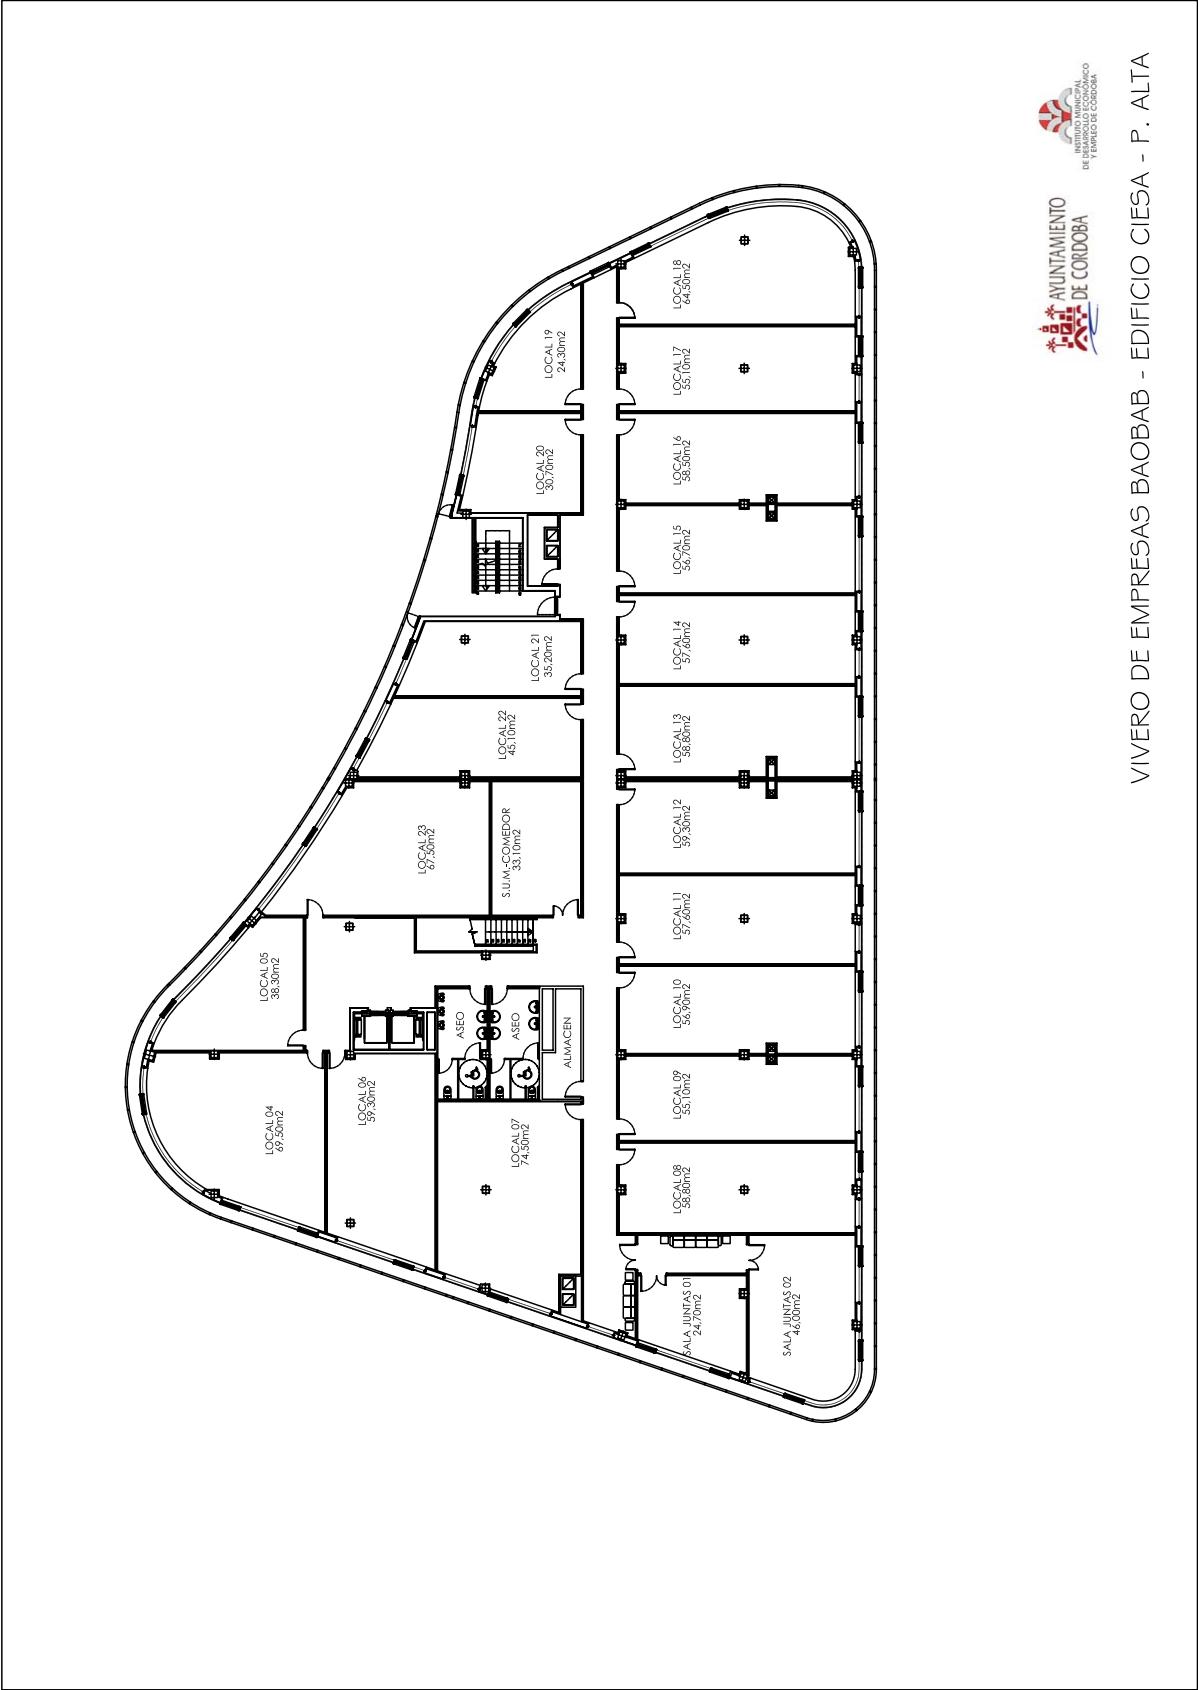 LOCAL 04
69,50m2
LOCAL 05
38,30m2
LOCAL 06
59,30m2
LOCAL 23
67,50m2
ASEO
ASEO
LOCAL 07
74,50m2
ALMACEN
S.U.M.-COMEDOR
33,10m2
LOCAL 22
45,10m2
LOCAL 21
35,20m2
LOCAL 20
30,70m2
LOCAL 19
24,30m2
SALA JUNTAS 01
24,70m2
SALA JUNTAS 02
46,00m2
LOCAL 08
58,80m2
LOCAL 09
55,10m2
LOCAL 10
56,90m2
LOCAL 11
57,60m2
LOCAL 12
59,30m2
LOCAL 13
58,80m2
LOCAL 14
57,60m2
LOCAL 15
56,70m2
LOCAL 16
58,50m2
LOCAL 17
55,10m2
LOCAL 18
64,50m2
AYUNTAMIENTO
DE CORDOBA
INSTITUTO MUNICIPAL
DE DESARROLLO ECONÓMICO
Y EMPLEO DE CÓRDOBA
VIVERO DE EMPRESAS BAOBAB - EDIFICIO CIESA - P. ALTA